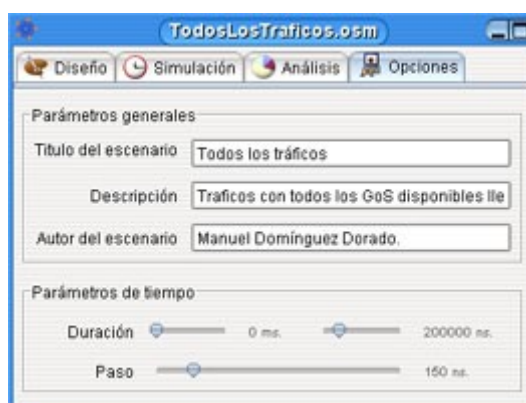 TodosLosTraficos.osm
Diseño Simulación Análisis Opciones
Parámetros generales
Titulo del escenario Todos los tráficos
Descripción Traficos con todos los GoS disponibles lle
Autor del escenario Manuel Domínguez Dorado.
Parámetros de tiempo
Duración 0 ms. 200000 ns.
Paso 150 ns.